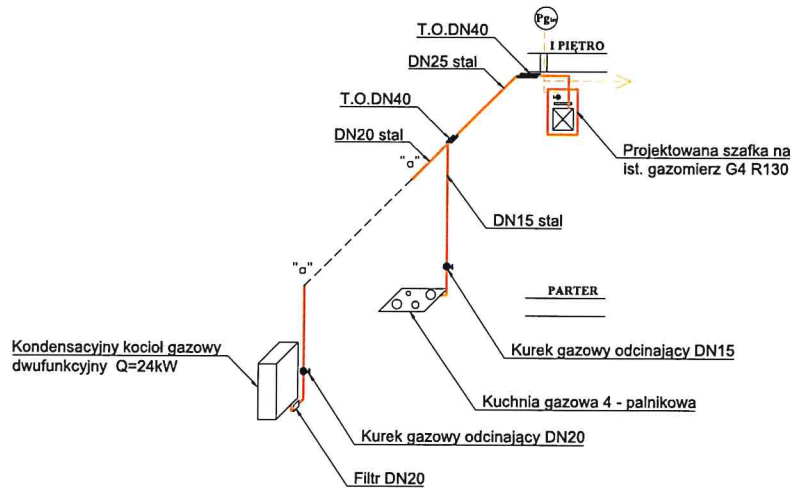 Pg
T.O.DN40
I PIĘTRO
DN25 stal
T.O.DN40
DN20 stal
"a"
Projektowana szafka na
ist. gazomierz G4 R130
DN15 stal
"a"
PARTER
Kondensacyjny kocioł gazowy
dwufunkcyjny Q=24kW
Kurek gazowy odcinający DN15
Kuchnia gazowa 4 - palnikowa
Kurek gazowy odcinający DN20
Filtr DN20